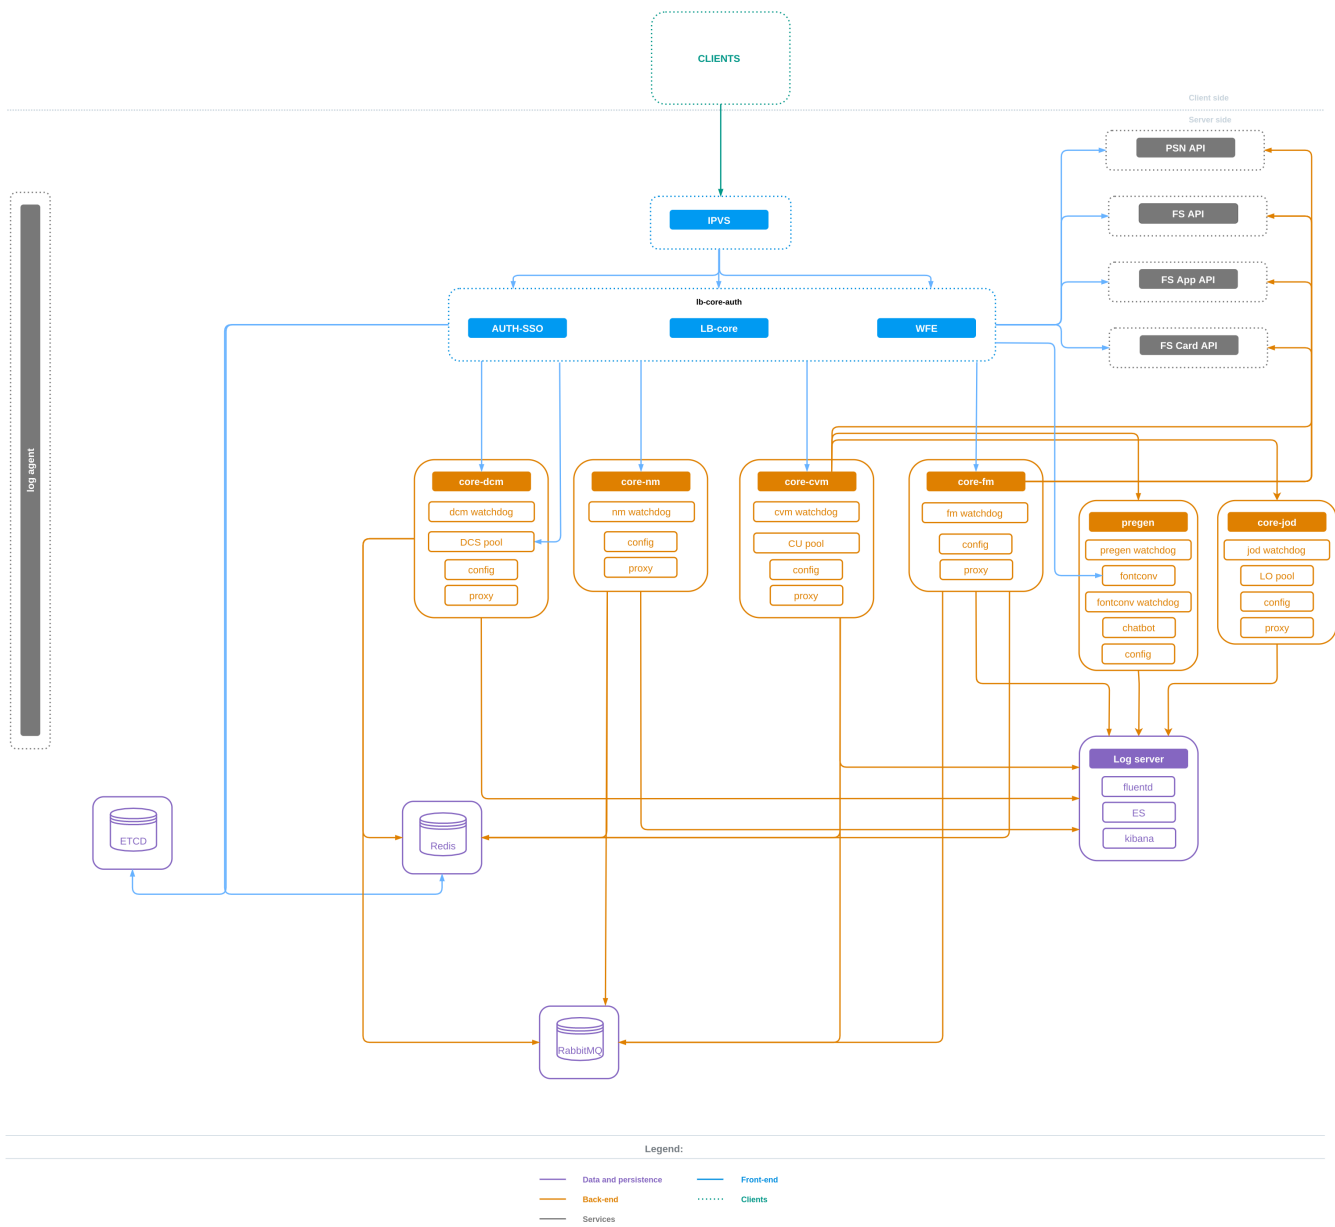 CLIENTS
Client side
Server side
PSN API
FS API
FS App API
FS Card API
IPVS
lb-core-auth
AUTH-SSO
LB-core
WFE
log agent
core-dcm
dcm watchdog
DCS pool
config
proxy
core-nm
nm watchdog
config
proxy
core-cvm
cvm watchdog
CU pool
config
proxy
core-fm
fm watchdog
config
proxy
pregen
pregen watchdog
fontconv
fontconv watchdog
chatbot
config
core-jod
jod watchdog
LO pool
config
proxy
Log server
fluentd
ES
kibana
ETCD
Redis
RabbitMQ
Legend:
Data and persistence
Front-end
Back-end
Clients
Services